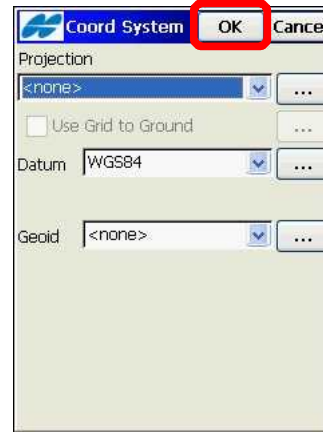 Coord System OK Cance
Projection
<none> ...
Use Grid to Ground ...
Datum WGS84 ...
Geoid <none> ...